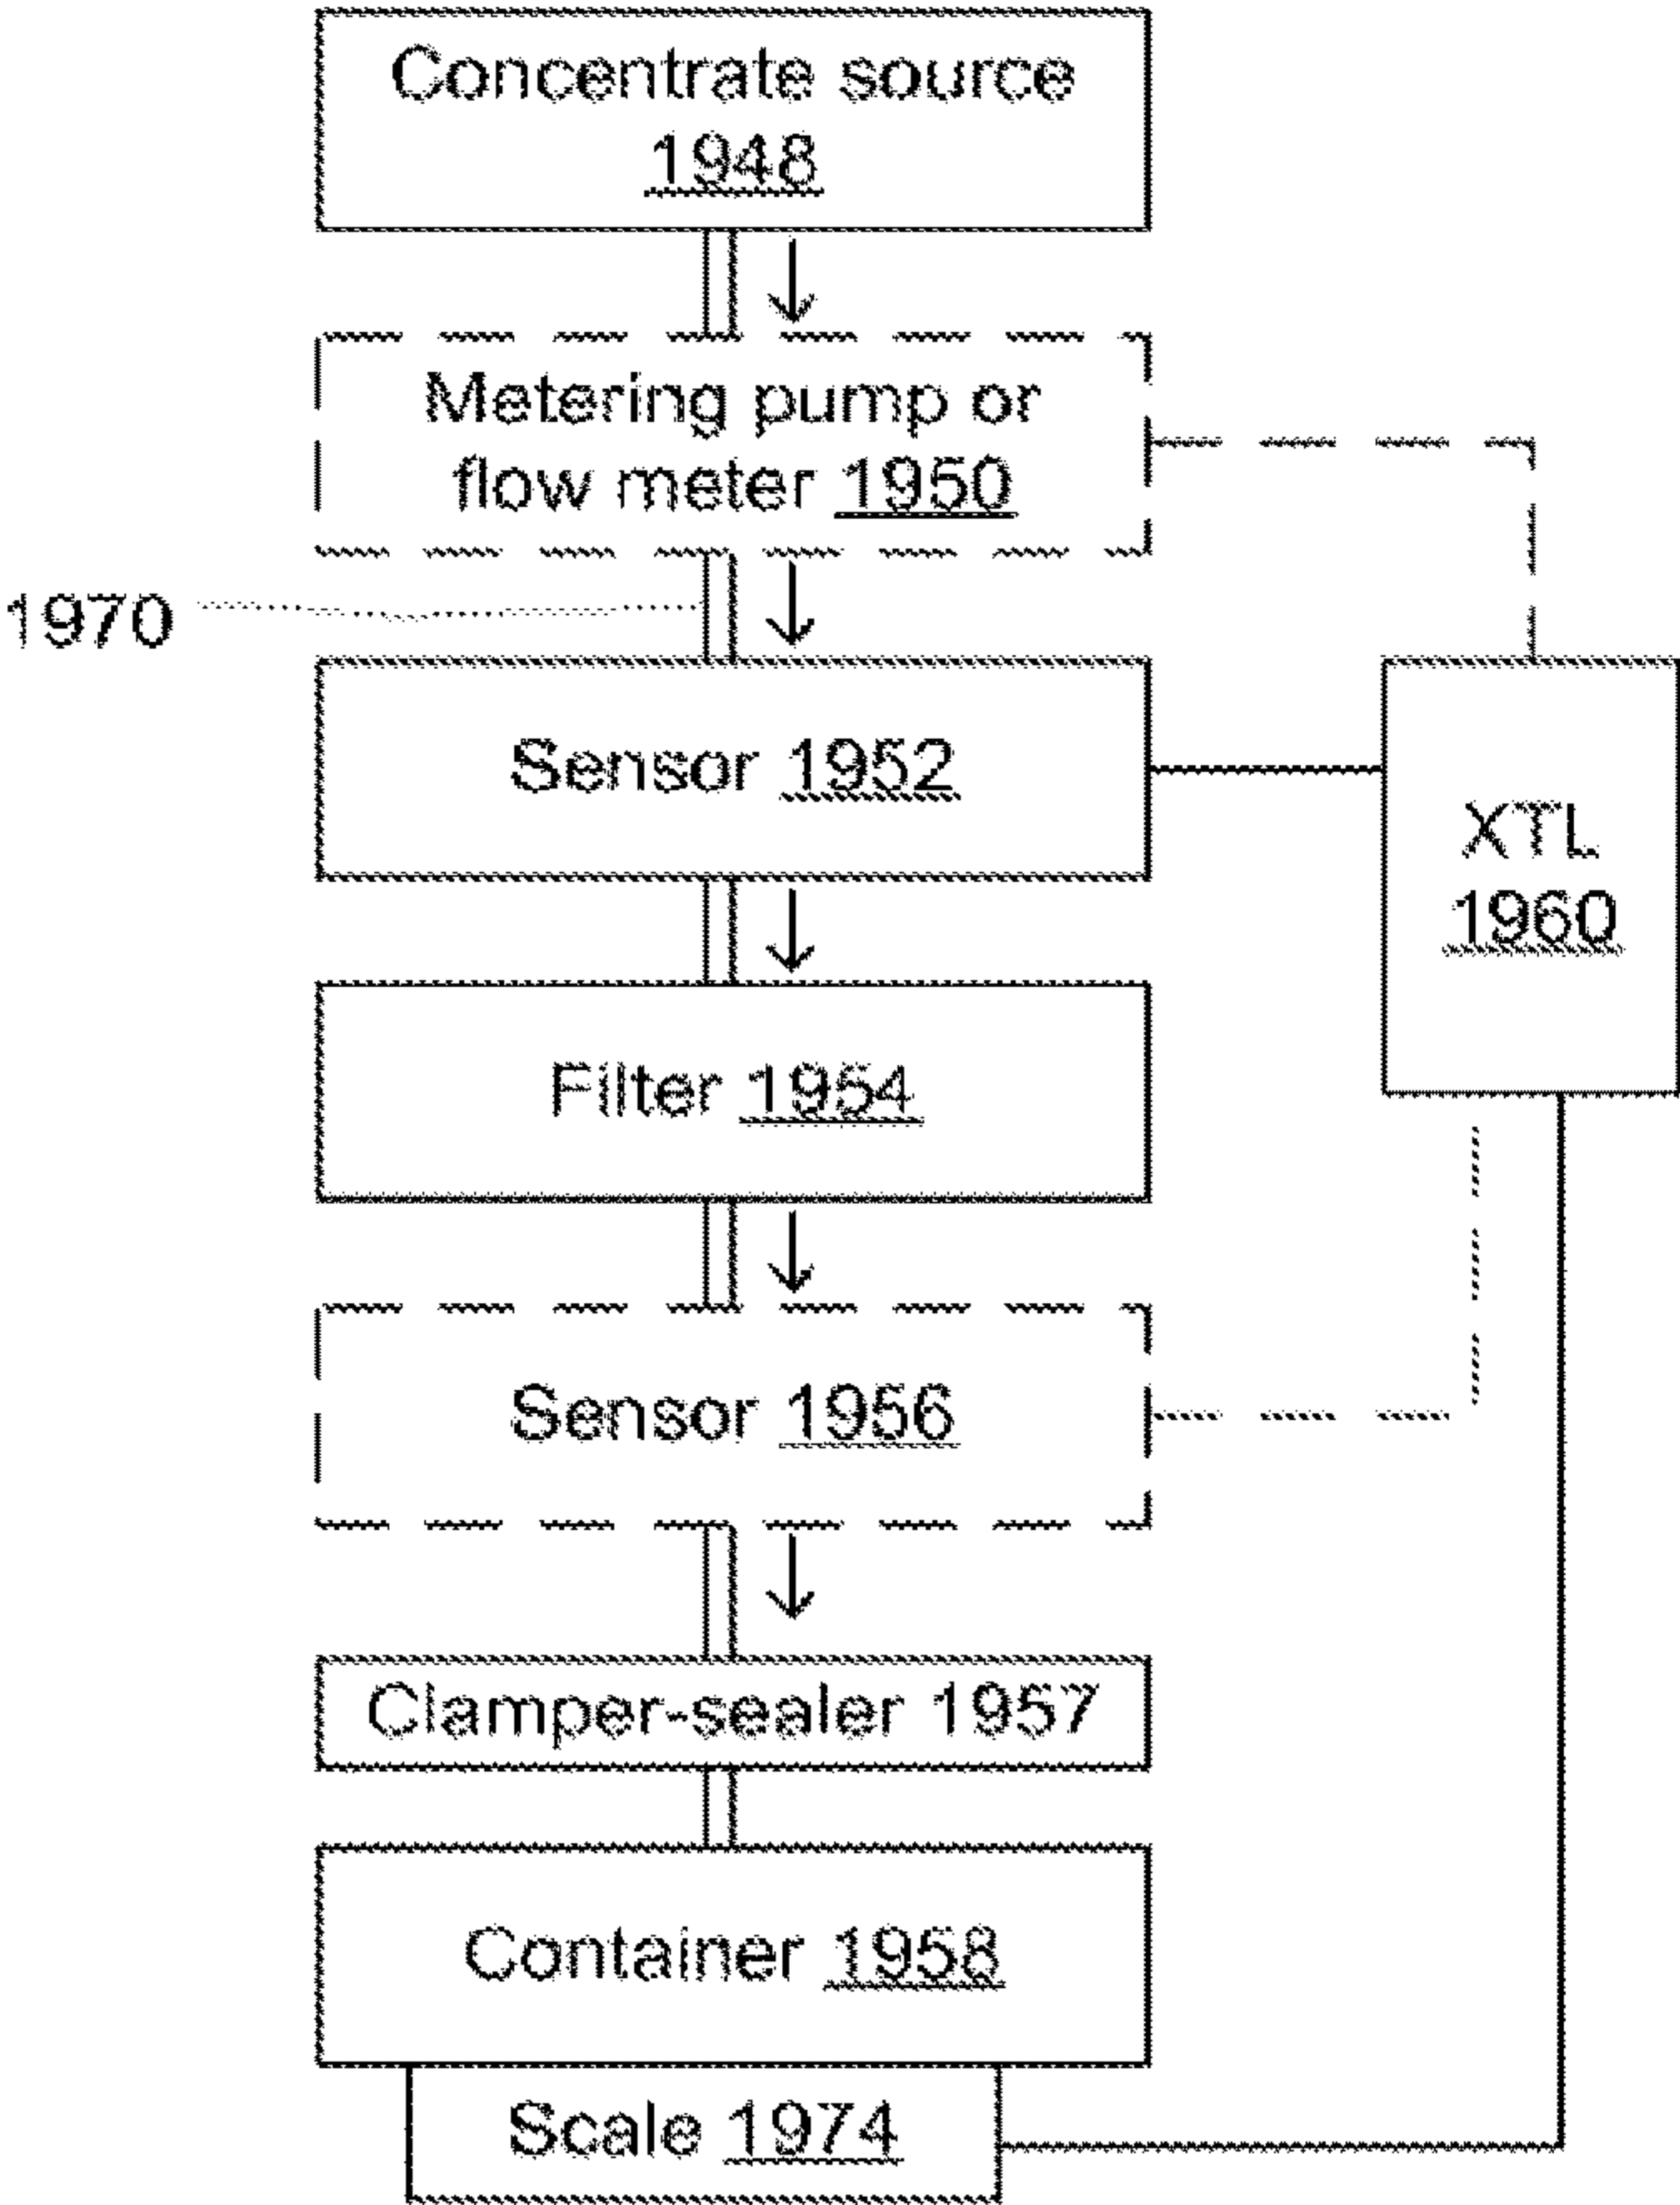 Concentrate source
1948
Metering pump or
flow meter 1950
1970
Sensor 1952
XTL
1960
Filter 1954
Sensor 1956
Clamper-sealer 1957
Container 1958
Scale 1974